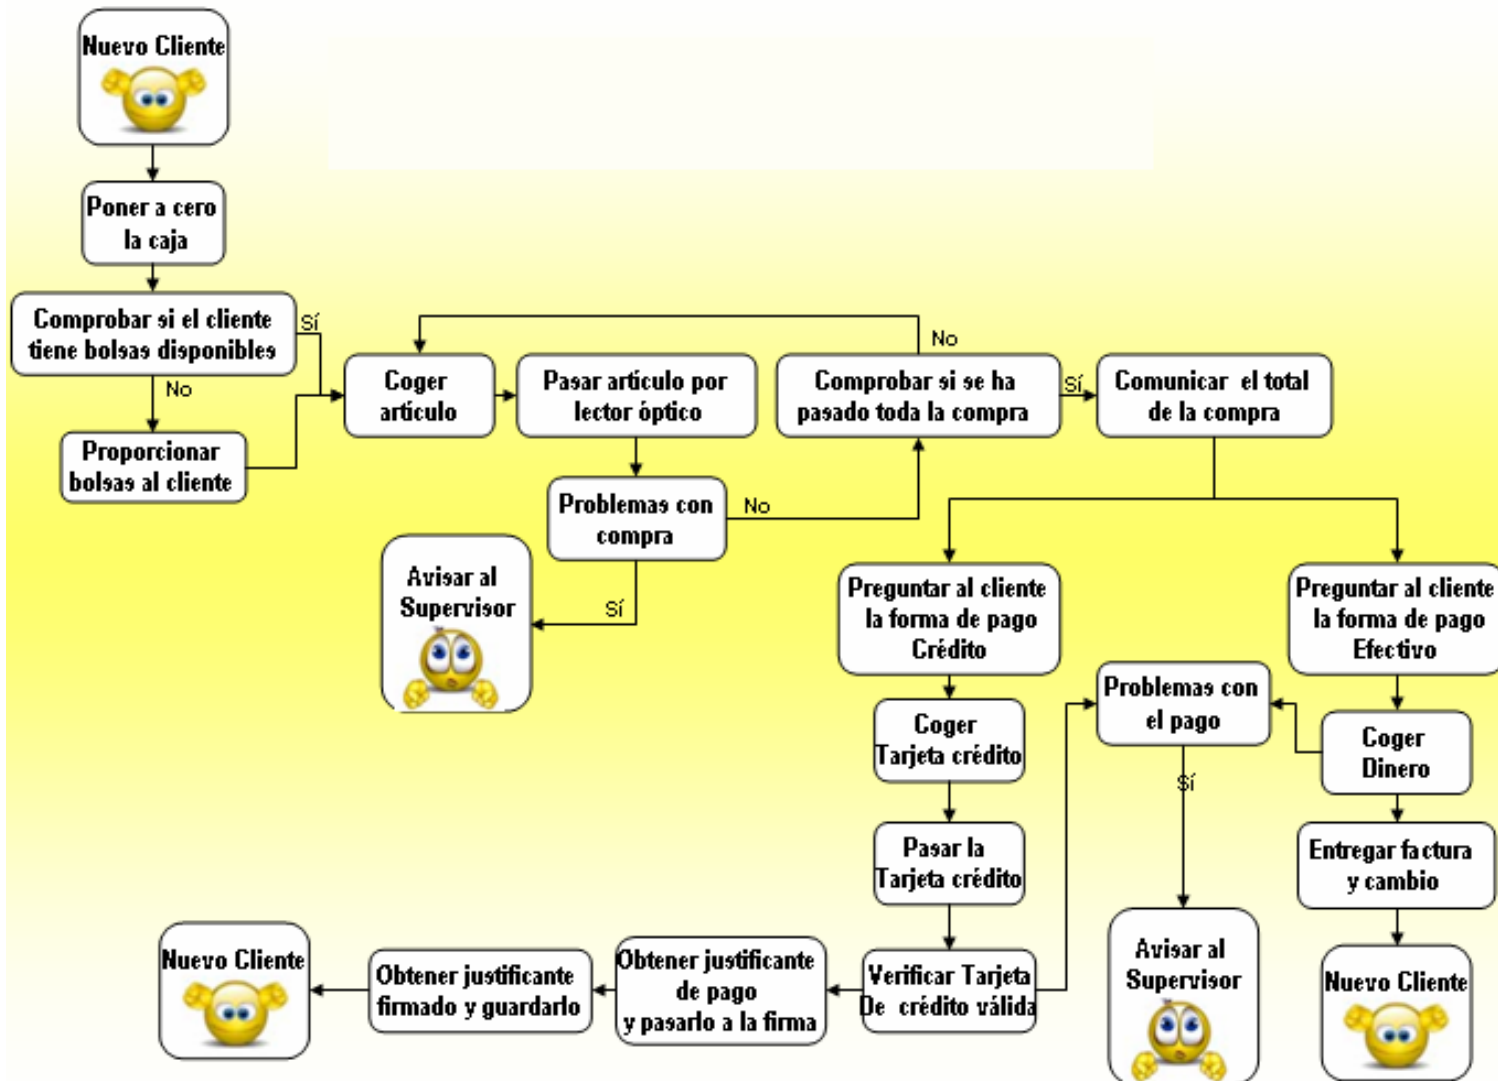 Nuevo Cliente
Poner a cero
la caja
Comprobar si el cliente
tiene bolsas disponibles
Sí
No
Proporcionar
bolsas al cliente
Coger
artículo
Pasar artículo por
lector óptico
Problemas con
compra
No
Sí
Avisar al
Supervisor
Comprobar si se ha
pasado toda la compra
No
Sí
Comunicar el total
de la compra
Preguntar al cliente
la forma de pago
Crédito
Preguntar al cliente
la forma de pago
Efectivo
Coger
Tarjeta crédito
Problemas con
el pago
Sí
Coger
Dinero
Pasar la
Tarjeta crédito
Entregar factura
y cambio
Verificar Tarjeta
De crédito válida
Obtener justificante
de pago
y pasarlo a la firma
Obtener justificante
firmado y guardarlo
Nuevo Cliente
Avisar al
Supervisor
Nuevo Cliente